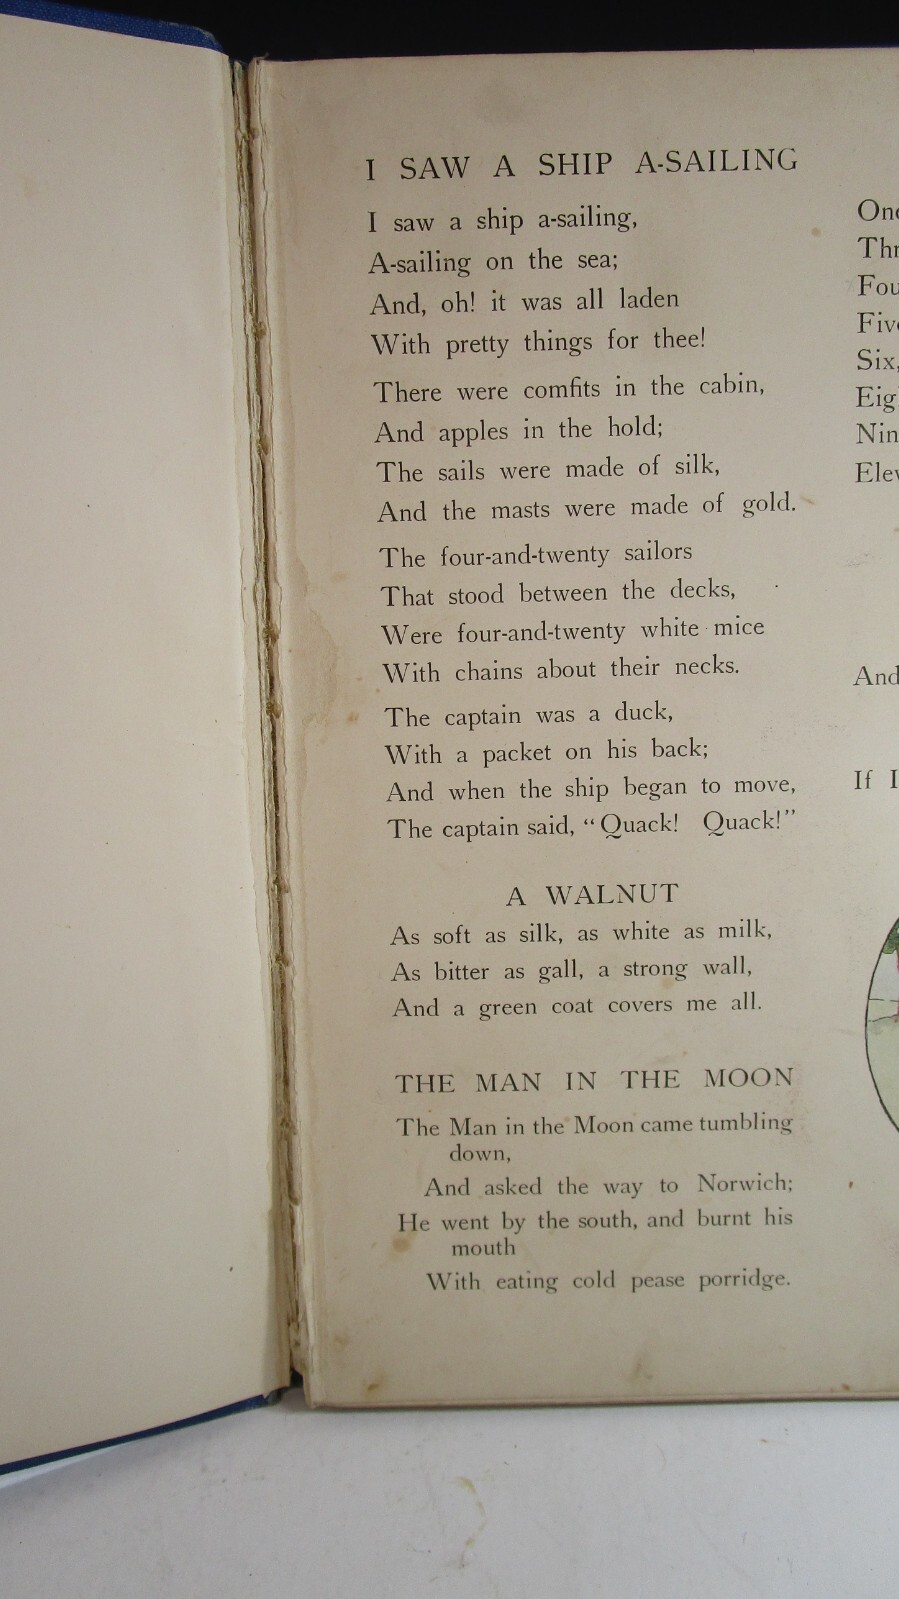 I SAW A SHIP A-SAILING
I saw a ship a-sailing,
A-sailing on the sea;
And, oh! it was all laden
With pretty things for thee!
There were comfits in the cabin,
And apples in the hold;
The sails were made of silk,
And the masts were made of gold.
The four-and-twenty sailors
That stood between the decks,
Were four-and-twenty white mice
With chains about their necks.
The captain was a duck,
With a packet on his back;
And when the ship began to move,
The captain said, "Quack! Quack!"
A WALNUT
As soft as silk, as white as milk,
As bitter as gall, a strong wall,
And a green coat covers me all.
THE MAN IN THE MOON
The Man in the Moon came tumbling
down,
And asked the way to Norwich;
He went by the south, and burnt his
mouth
With eating cold pease porridge.
Six,
And
If I